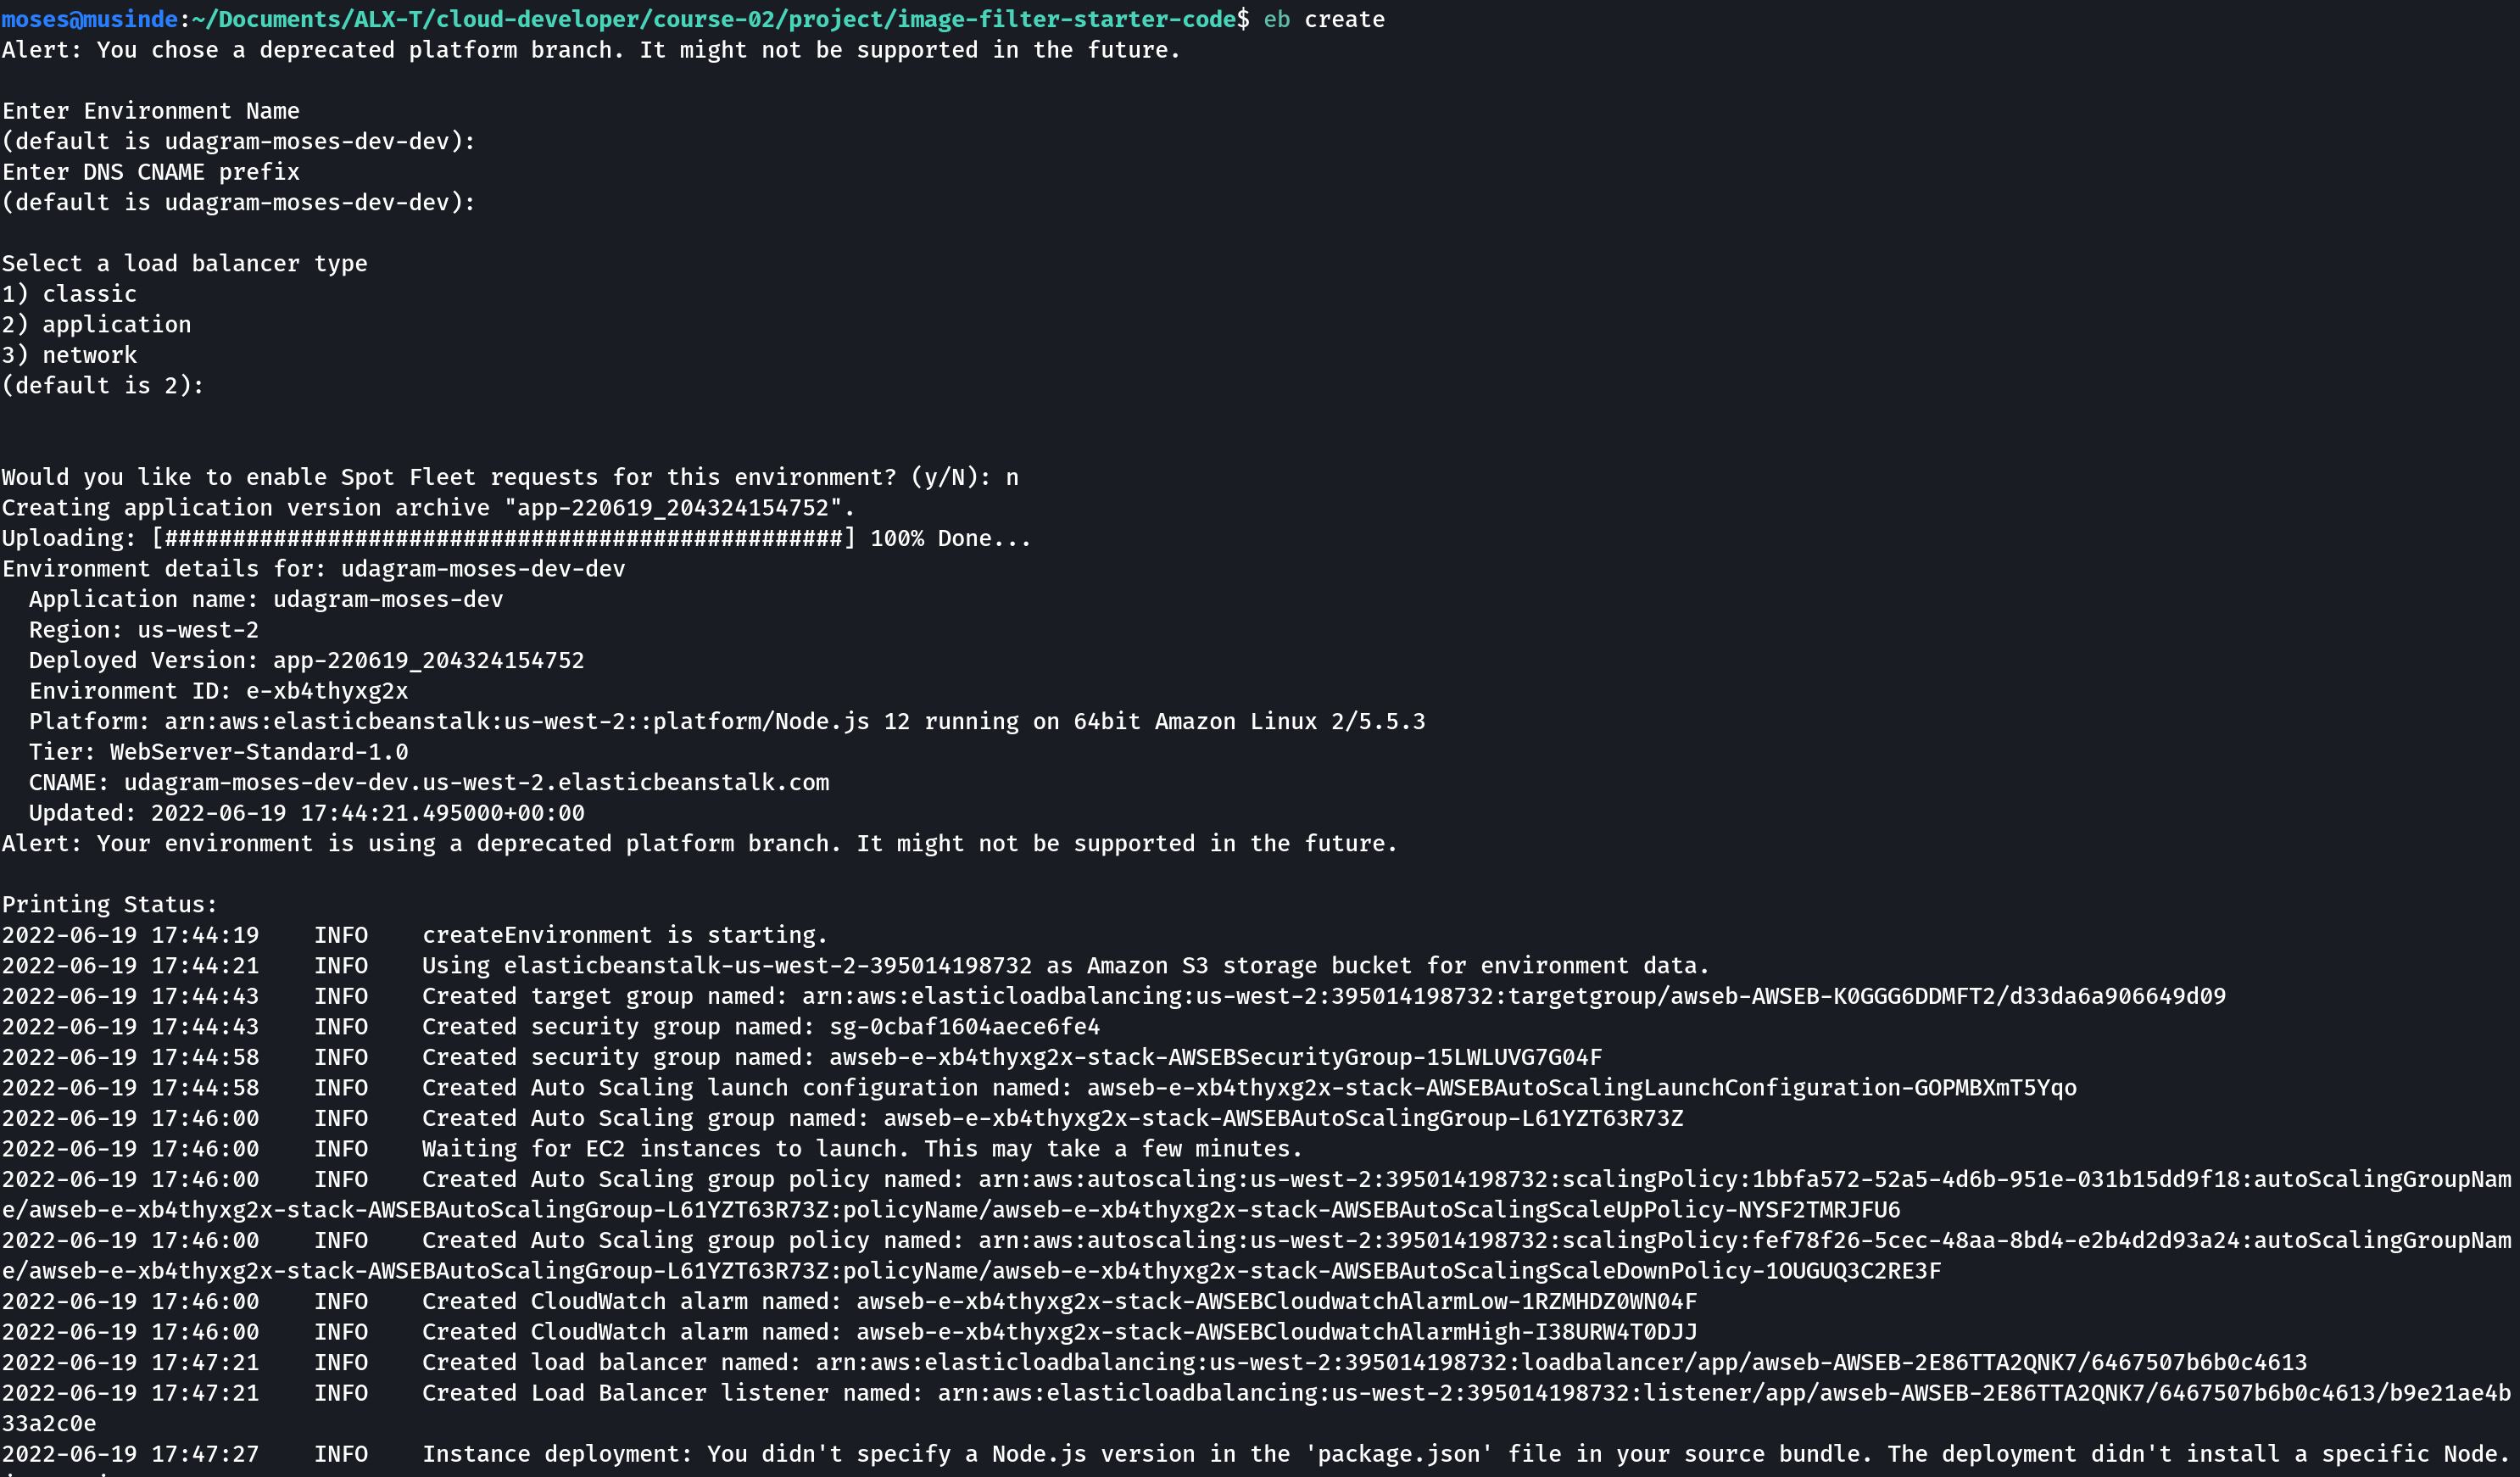 moses@musinde:~/Documents/ALX-T/cloud-developer/course-02/project/image-filter-starter-code$ eb create
Alert: You chose a deprecated platform branch. It might not be supported in the future.
Enter Environment Name
(default is udagram-moses-dev-dev):
Enter DNS CNAME prefix
(default is udagram-moses-dev-dev):
Select a load balancer type
1) classic
2) application
3) network
(default is 2):
Would you like to enable Spot Fleet requests for this environment? (y/N): n
Creating application version archive "app-220619_204324154752".
Uploading: [##################################################] 100% Done...
Environment details for: udagram-moses-dev-dev
  Application name: udagram-moses-dev
  Region: us-west-2
  Deployed Version: app-220619_204324154752
  Environment ID: e-xb4thyxg2x
  Platform: arn:aws:elasticbeanstalk:us-west-2::platform/Node.js 12 running on 64bit Amazon Linux 2/5.5.3
  Tier: WebServer-Standard-1.0
  CNAME: udagram-moses-dev-dev.us-west-2.elasticbeanstalk.com
  Updated: 2022-06-19 17:44:21.495000+00:00
Alert: Your environment is using a deprecated platform branch. It might not be supported in the future.
Printing Status:
2022-06-19 17:44:19    INFO    createEnvironment is starting.
2022-06-19 17:44:21    INFO    Using elasticbeanstalk-us-west-2-395014198732 as Amazon S3 storage bucket for environment data.
2022-06-19 17:44:43    INFO    Created target group named: arn:aws:elasticloadbalancing:us-west-2:395014198732:targetgroup/awseb-AWSEB-K0GGG6DDMFT2/d33da6a906649d09
2022-06-19 17:44:43    INFO    Created security group named: sg-0cbaf1604aece6fe4
2022-06-19 17:44:58    INFO    Created security group named: awseb-e-xb4thyxg2x-stack-AWSEBSecurityGroup-15LWLUVG7G04F
2022-06-19 17:44:58    INFO    Created Auto Scaling launch configuration named: awseb-e-xb4thyxg2x-stack-AWSEBAutoScalingLaunchConfiguration-GOPMBXmT5Yqo
2022-06-19 17:46:00    INFO    Created Auto Scaling group named: awseb-e-xb4thyxg2x-stack-AWSEBAutoScalingGroup-L61YZT63R73Z
2022-06-19 17:46:00    INFO    Waiting for EC2 instances to launch. This may take a few minutes.
2022-06-19 17:46:00    INFO    Created Auto Scaling group policy named: arn:aws:autoscaling:us-west-2:395014198732:scalingPolicy:1bbfa572-52a5-4d6b-951e-031b15dd9f18:autoScalingGroupNam
e/awseb-e-xb4thyxg2x-stack-AWSEBAutoScalingGroup-L61YZT63R73Z:policyName/awseb-e-xb4thyxg2x-stack-AWSEBAutoScalingScaleUpPolicy-NYSF2TMRJFU6
2022-06-19 17:46:00    INFO    Created Auto Scaling group policy named: arn:aws:autoscaling:us-west-2:395014198732:scalingPolicy:fef78f26-5cec-48aa-8bd4-e2b4d2d93a24:autoScalingGroupNam
e/awseb-e-xb4thyxg2x-stack-AWSEBAutoScalingGroup-L61YZT63R73Z:policyName/awseb-e-xb4thyxg2x-stack-AWSEBAutoScalingScaleDownPolicy-1OUGUQ3C2RE3F
2022-06-19 17:46:00    INFO    Created CloudWatch alarm named: awseb-e-xb4thyxg2x-stack-AWSEBCloudwatchAlarmLow-1RZMHDZ0WN04F
2022-06-19 17:46:00    INFO    Created CloudWatch alarm named: awseb-e-xb4thyxg2x-stack-AWSEBCloudwatchAlarmHigh-I38URW4T0DJJ
2022-06-19 17:47:21    INFO    Created load balancer named: arn:aws:elasticloadbalancing:us-west-2:395014198732:loadbalancer/app/awseb-AWSEB-2E86TTA2QNK7/6467507b6b0c4613
2022-06-19 17:47:21    INFO    Created Load Balancer listener named: arn:aws:elasticloadbalancing:us-west-2:395014198732:listener/app/awseb-AWSEB-2E86TTA2QNK7/6467507b6b0c4613/b9e21ae4b
33a2c0e
2022-06-19 17:47:27    INFO    Instance deployment: You didn't specify a Node.js version in the 'package.json' file in your source bundle. The deployment didn't install a specific Node.